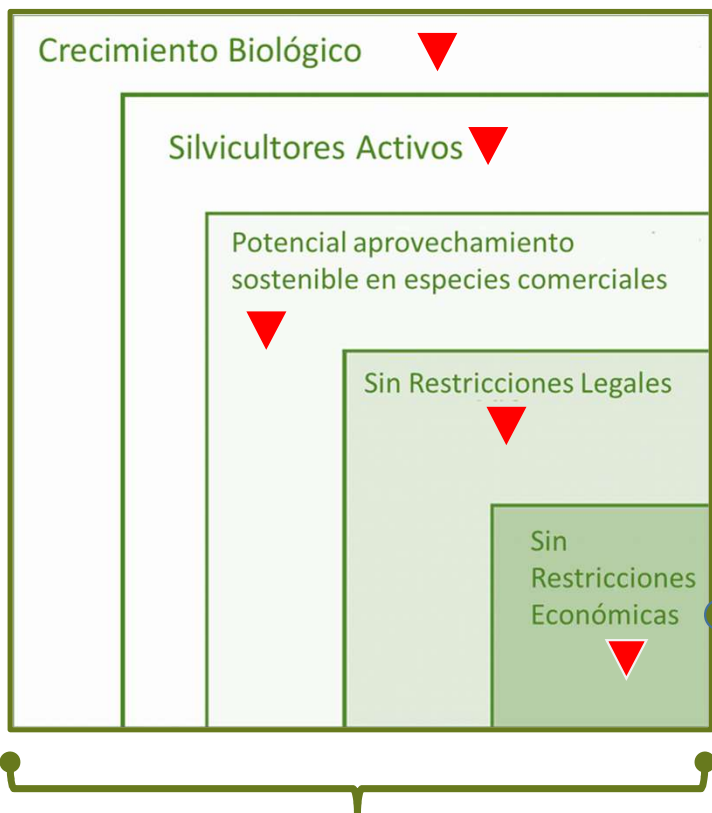 Crecimiento Biológico
Silvicultores Activos
Potencial aprovechamiento
sostenible en especies comerciales
Sin Restricciones Legales
Sin
Restricciones
Económicas